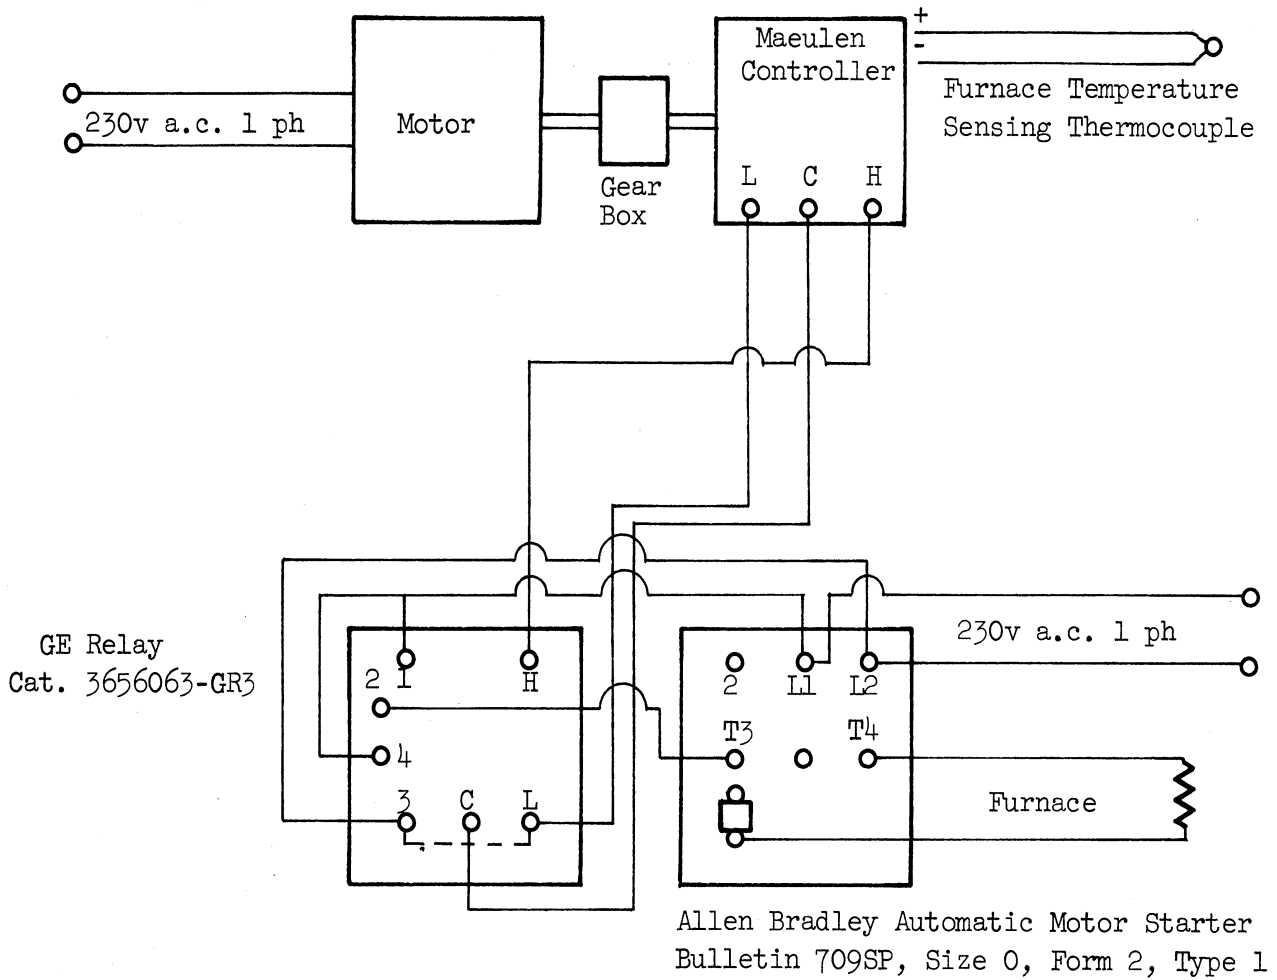 +
-
Maeulen
Controller
Furnace Temperature
Sensing Thermocouple
230v a.c. 1 ph
Motor
Gear
Box
L C H
GE Relay
Cat. 3656063-GR3
230v a.c. 1 ph
1 H
2
4
3 C L
2 L1 L2
T3 T4
Furnace
Allen Bradley Automatic Motor Starter
Bulletin 709SP, Size 0, Form 2, Type 1